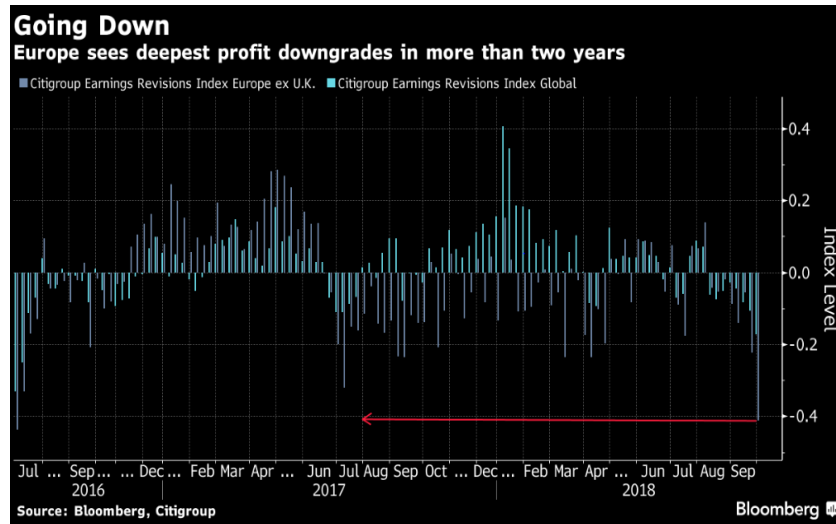 Going Down
Europe sees deepest profit downgrades in more than two years
Citigroup Earnings Revisions Index Europe ex U.K. Citigroup Earnings Revisions Index Global
0.4
0.2
0.0
-0.2
-0.4
Index Level
Jul ... Sep ... Dec ... Feb Mar Apr ... Jun Jul Aug Sep Oct ... Dec ... Feb Mar Apr ... Jun Jul Aug Sep
2016 2017 2018
Source: Bloomberg, Citigroup
Bloomberg